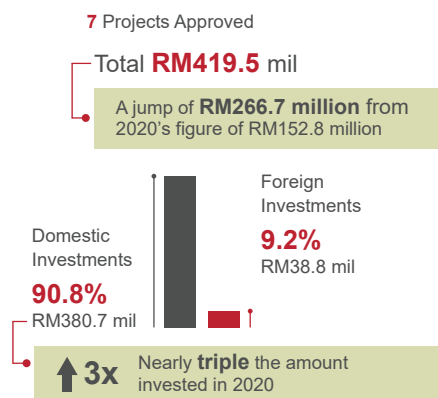 7 Projects Approved
Total RM419.5 mil
A jump of RM266.7 million from
2020's figure of RM152.8 million
Foreign
Investments
9.2%
RM38.8 mil
Domestic
Investments
90.8%
RM380.7 mil
3x
Nearly triple the amount
invested in 2020